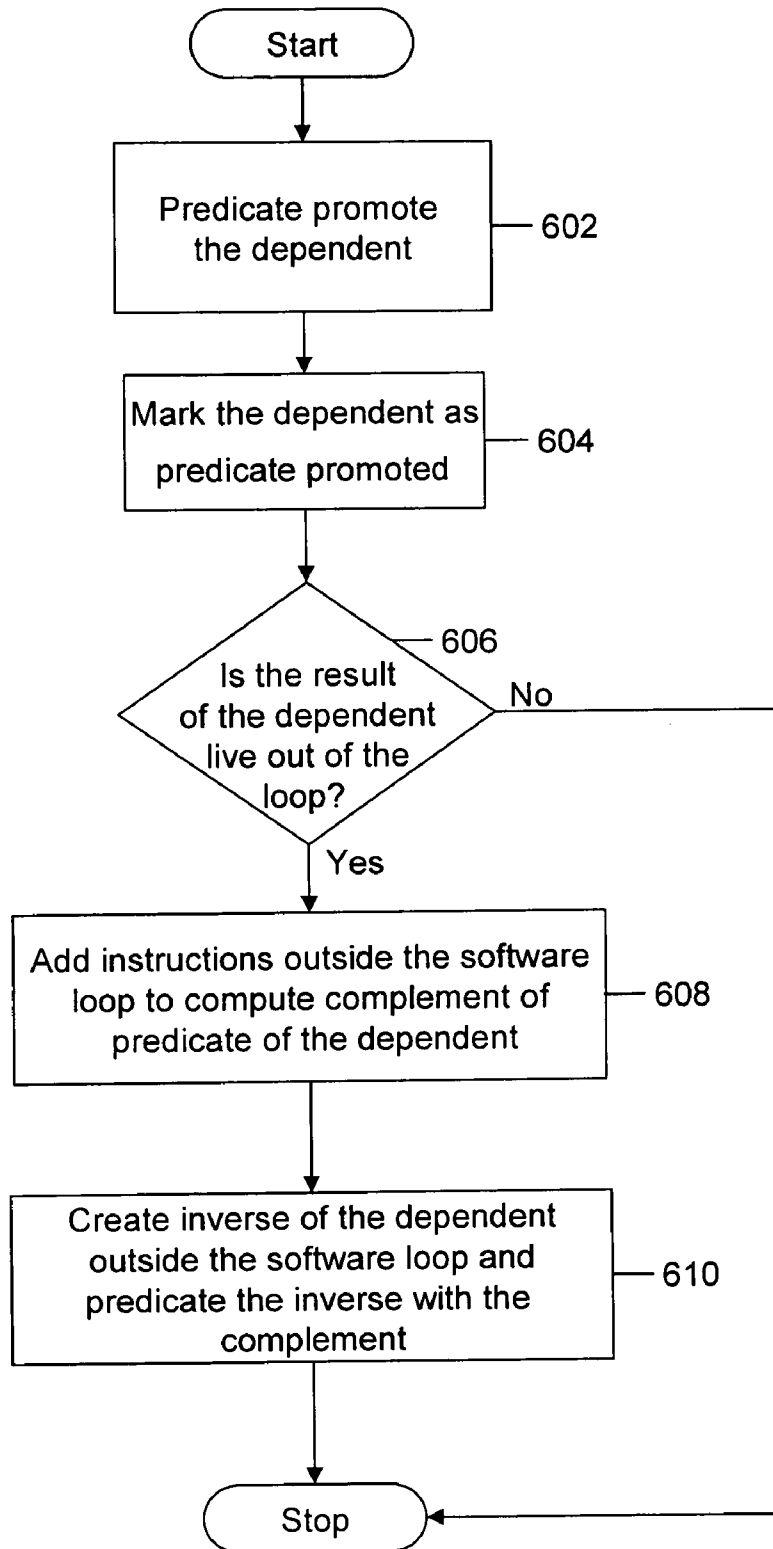 Start
Predicate promote
the dependent
602
Mark the dependent as
predicate promoted
604
606
Is the result
of the dependent
live out of the
loop?
No
Yes
Add instructions outside the software
loop to compute complement of
predicate of the dependent
608
Create inverse of the dependent
outside the software loop and
predicate the inverse with the
complement
610
Stop